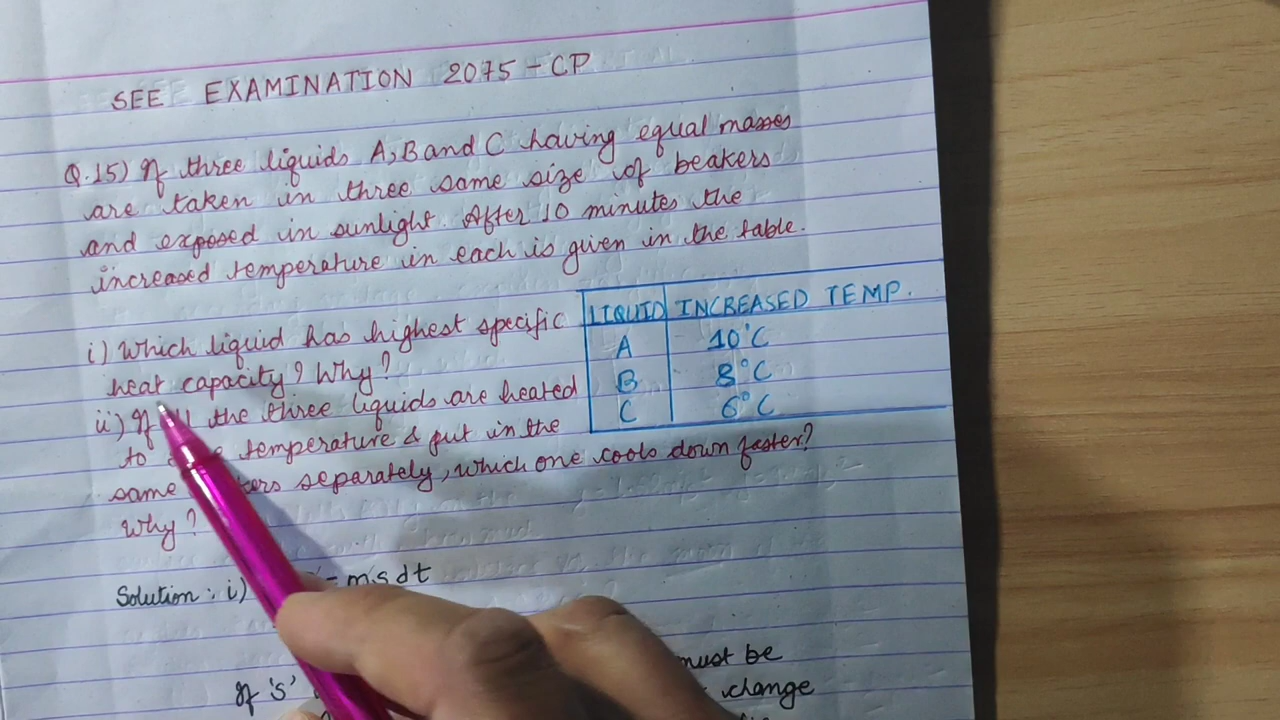 SEE EXAMINATION 2075 - CP
Q.15) If three liquids A, B and C having equal masses
are taken in three same size of beakers
and exposed in sunlight. After 10 minutes the
increased temperature in each is given in the table.
i) Which liquid has highest specific
heat capacity? Why?
ii) If all the three liquids are heated
to temperature & put in the
same separately, which one cools down faster?
Why?
LIQUID INCREASED TEMP.
A 10°C
B 8°C
C 6°C
Solution: i) = msdt
must be
If 's' change